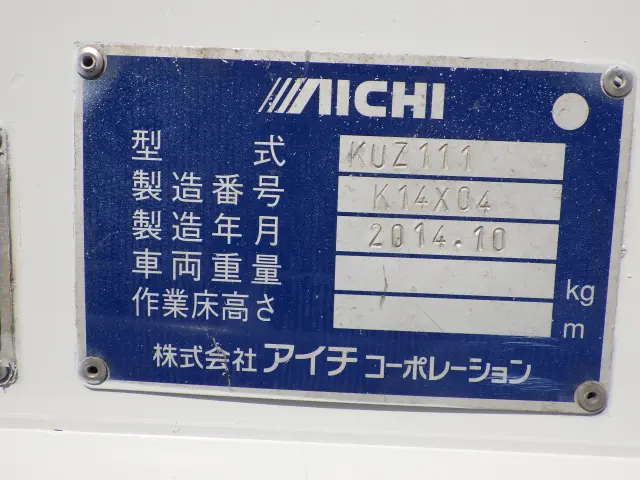 AICHI
型 式 KUZ111
製造番号 K14X04
製造年月 2014.10
車両重量 kg
作業床高さ m
株式会社 アイチ コーポレーション